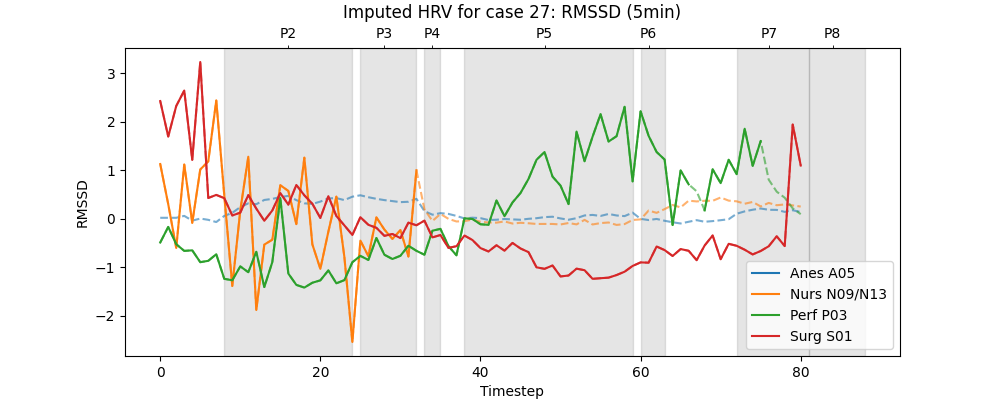 Imputed HRV for case 27: RMSSD (5min)
P2 P3 P4 P5 P6 P7 P8
3
2
1
0
−1
−2
RMSSD
0 20 40 60 80
Timestep
Anes A05
Nurs N09/N13
Perf P03
Surg S01